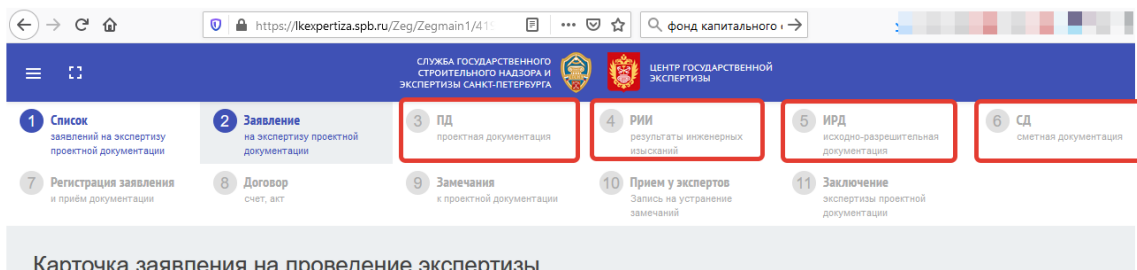 https://lkexpertiza.spb.ru/Zeg/Zegmain1/415
фонд капитального
СЛУЖБА ГОСУДАРСТВЕННОГО
СТРОИТЕЛЬНОГО НАДЗОРА И
ЭКСПЕРТИЗЫ САНКТ-ПЕТЕРБУРГА
ЦЕНТР ГОСУДАРСТВЕННОЙ
ЭКСПЕРТИЗЫ
1 Список
заявлений на экспертизу
проектной документации
2 Заявление
на экспертизу проектной
документации
3 ПД
проектная документация
4 РИИ
результаты инженерных
изысканий
5 ИРД
исходно-разрешительная
документация
6 СД
сметная документация
7 Регистрация заявления
и приём документации
8 Договор
счет, акт
9 Замечания
к проектной документации
10 Прием у экспертов
Запись на устранение
замечаний
11 Заключение
экспертизы проектной
документации
Карточка заявления на проведение экспертизы